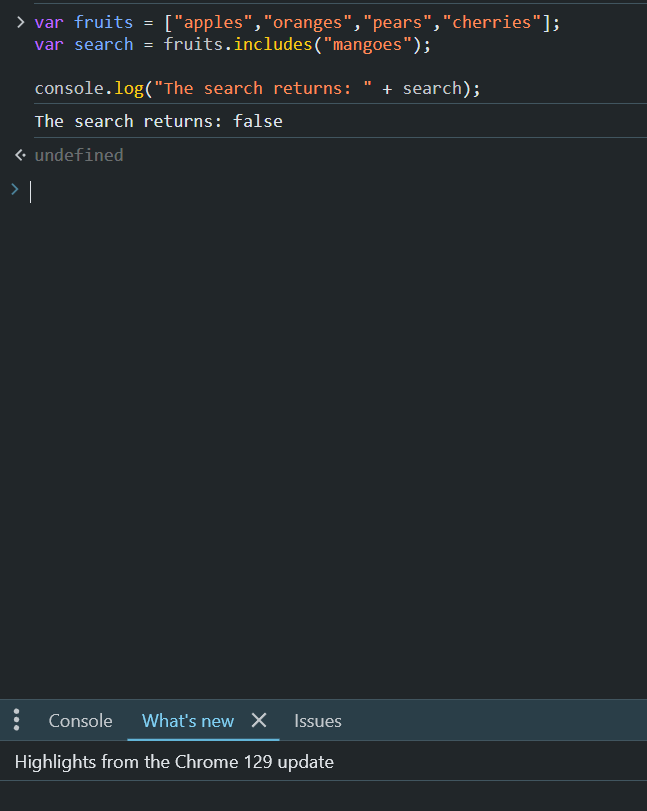 var fruits = ["apples","oranges","pears","cherries"];
var search = fruits.includes("mangoes");
console.log("The search returns: " + search);
The search returns: false
undefined
Console What's new Issues
Highlights from the Chrome 129 update